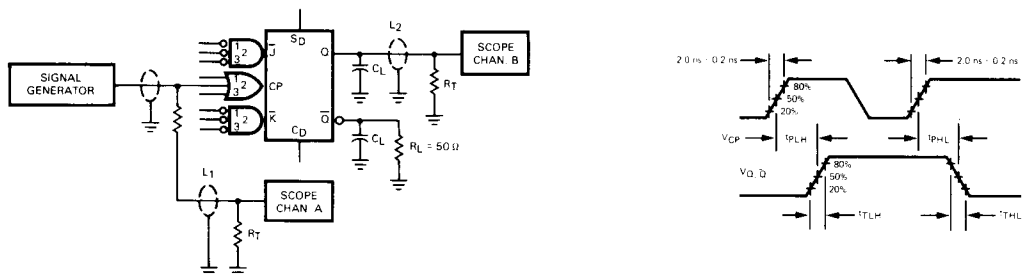 SIGNAL
GENERATOR
1
2
3
J̅
1
2
3
CP
1
2
3
K̅
S_D
Q
C_D
Q̅
C_L
L_2
R_T
SCOPE
CHAN. B
C_L
R_L = 50 Ω
L_1
R_T
SCOPE
CHAN. A
2.0 ns - 0.2 ns
2.0 ns - 0.2 ns
80%
50%
20%
V_CP
t_PLH
t_PHL
V_Q, Q̅
80%
50%
20%
t_TLH
t_THL